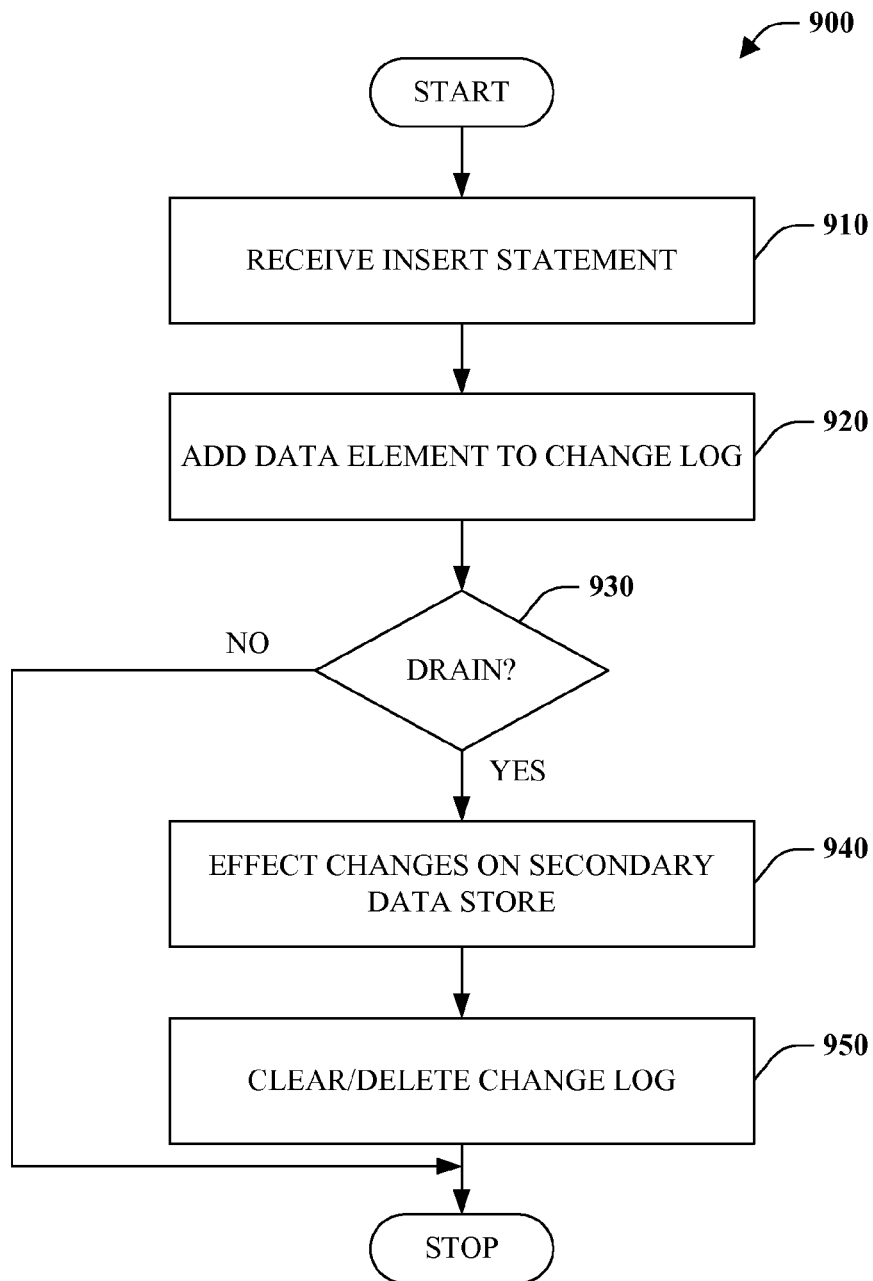 900
START
910
RECEIVE INSERT STATEMENT
920
ADD DATA ELEMENT TO CHANGE LOG
930
NO
DRAIN?
YES
940
EFFECT CHANGES ON SECONDARY
DATA STORE
950
CLEAR/DELETE CHANGE LOG
STOP